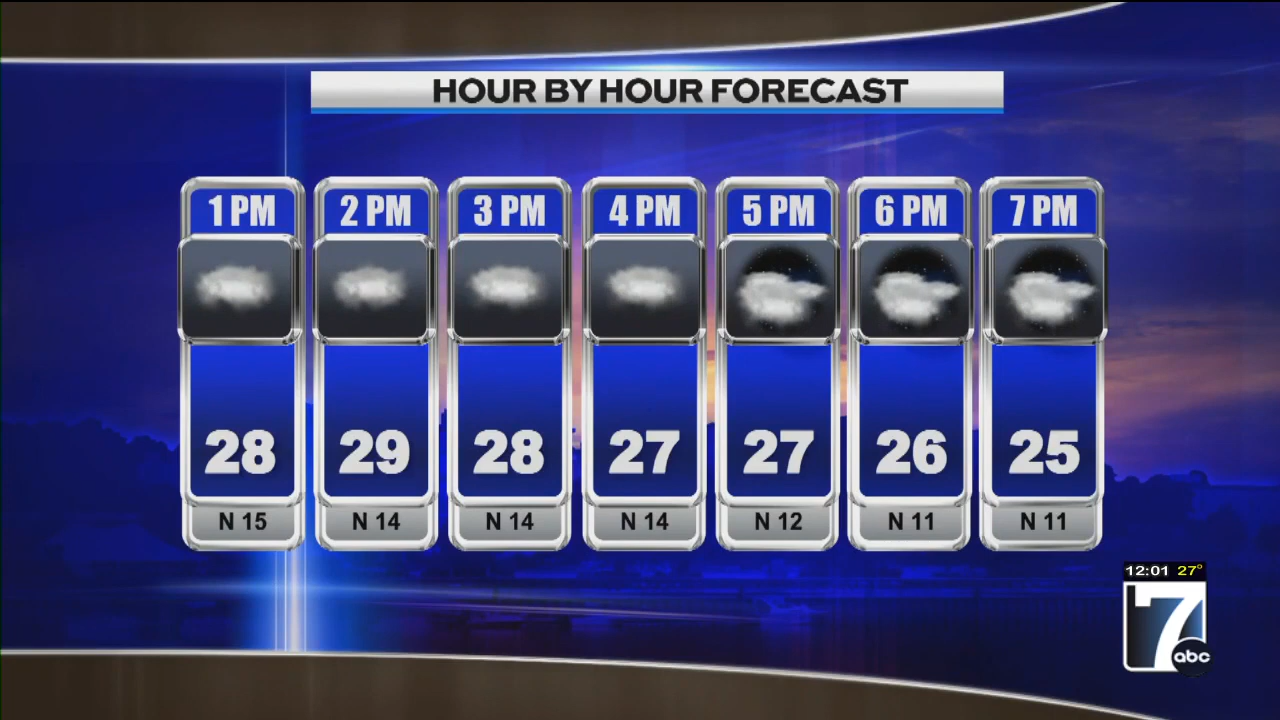 HOUR BY HOUR FORECAST
1 PM 2 PM 3 PM 4 PM 5 PM 6 PM 7 PM
28 29 28 27 27 26 25
N 15 N 14 N 14 N 14 N 12 N 11 N 11
12:01 27°
7
abc